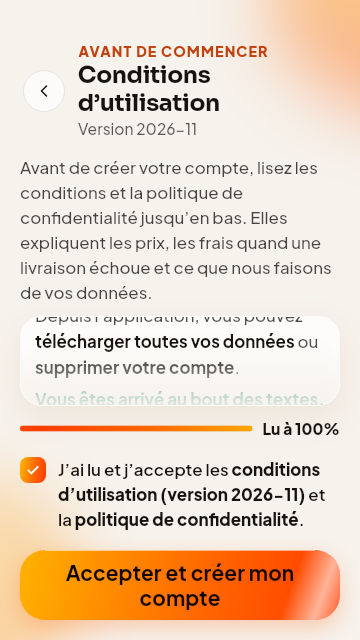 AVANT DE COMMENCER
Conditions
d’utilisation
Version 2026–11
Avant de créer votre compte, lisez les
conditions et la politique de
confidentialité jusqu’en bas. Elles
expliquent les prix, les frais quand une
livraison échoue et ce que nous faisons
de vos données.
Depuis l’application, vous pouvez
télécharger toutes vos données ou
supprimer votre compte.
Vous êtes arrivé au bout des textes.
Lu à 100%
J’ai lu et j’accepte les conditions
d’utilisation (version 2026–11) et
la politique de confidentialité.
Accepter et créer mon
compte